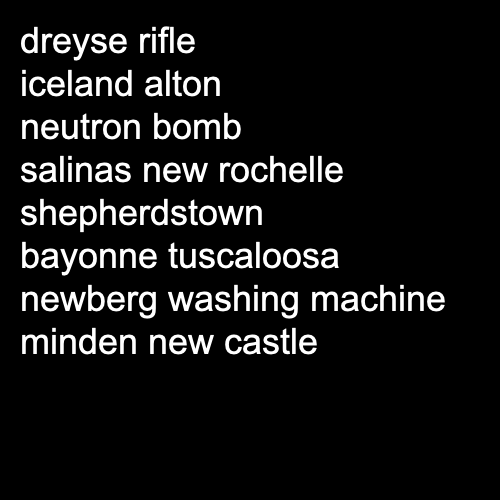 dreyse rifle
iceland alton
neutron bomb
salinas new rochelle
shepherdstown
bayonne tuscaloosa
newberg washing machine
minden new castle